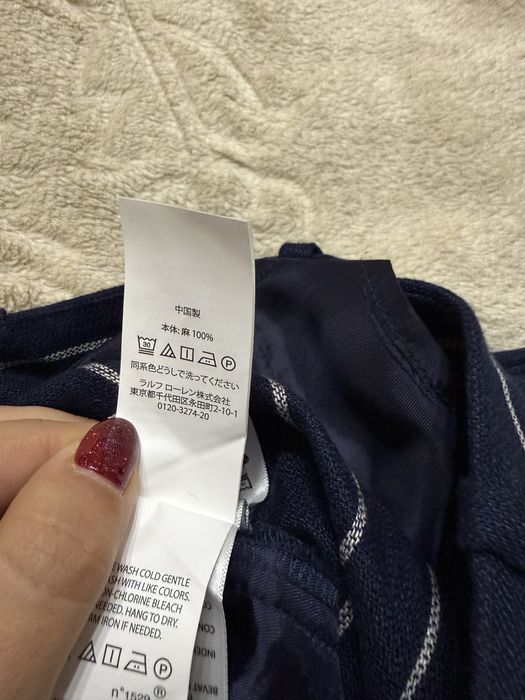 中国製
本体: 麻 100%
30 P
同系色どうしで洗ってください
ラルフ ローレン株式会社
東京都千代田区永田町2-10-1
0120-3274-20
WASH COLD GENTLE
WITH LIKE COLORS.
-CHLORINE BLEACH
NEEDED. HANG TO DRY.
IRON IF NEEDED.
P
n°1529
®